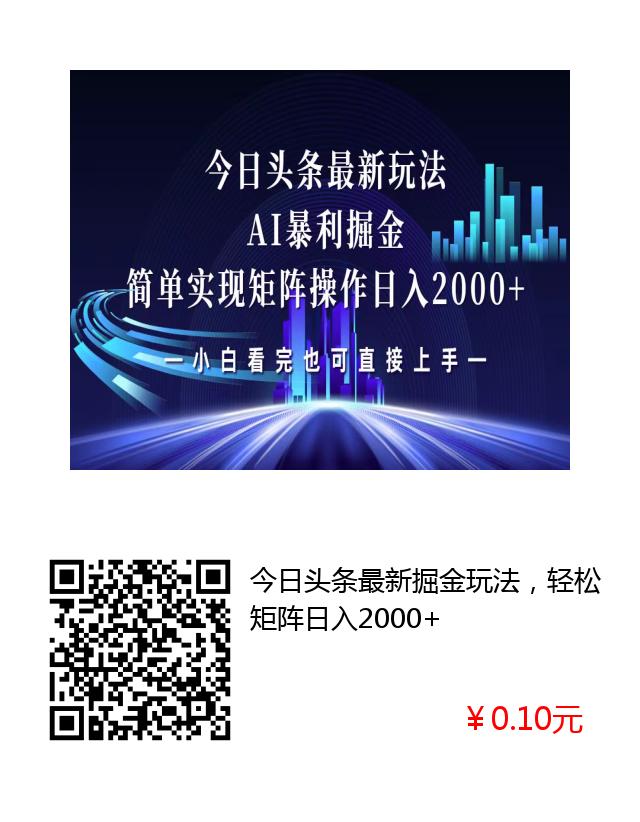 今日头条最新玩法
AI暴利掘金
简单实现矩阵操作日入2000+
—小白看完也可直接上手—
今日头条最新掘金玩法，轻松
矩阵日入2000+
￥0.10元